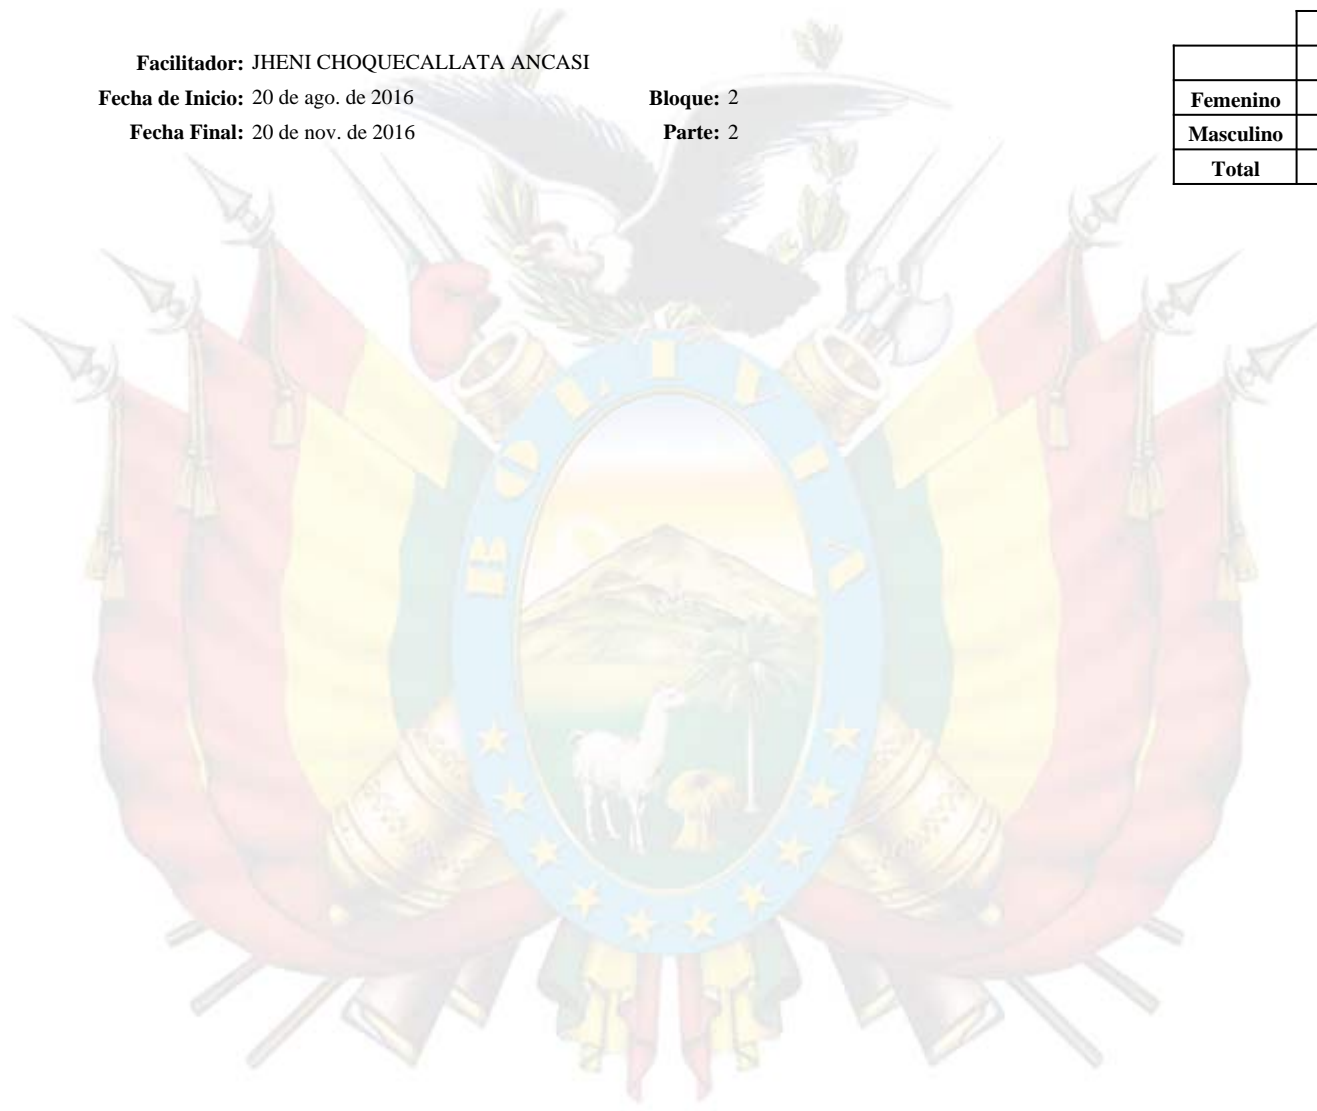 Facilitador: JHENI CHOQUECALLATA ANCASI
Fecha de Inicio: 20 de ago. de 2016 Bloque: 2
Fecha Final: 20 de nov. de 2016 Parte: 2
Femenino
Masculino
Total
BOLIVIA